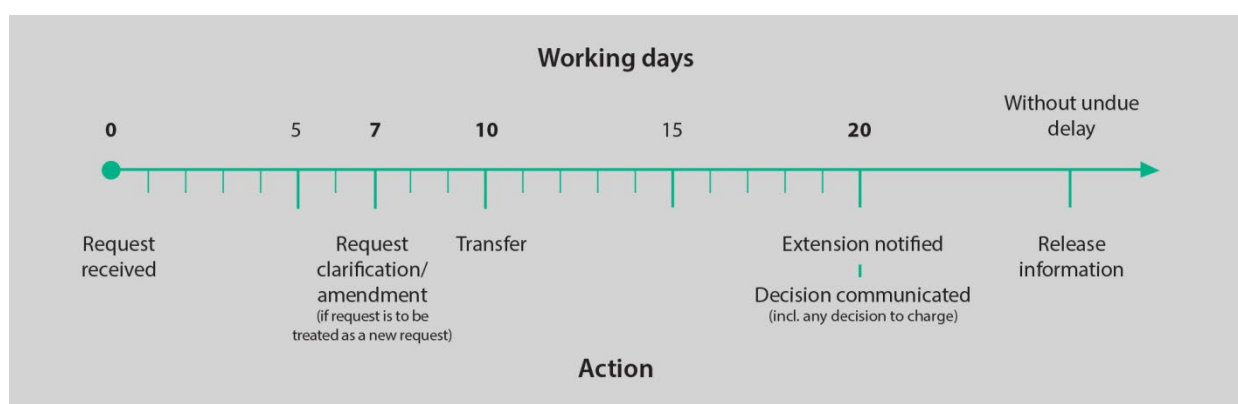 Working days
Without undue
delay
0
5
7
10
15
20
Request
received
Request
clarification/
amendment
(if request is to be
treated as a new request)
Transfer
Extension notified
Decision communicated
(incl. any decision to charge)
Release
information
Action